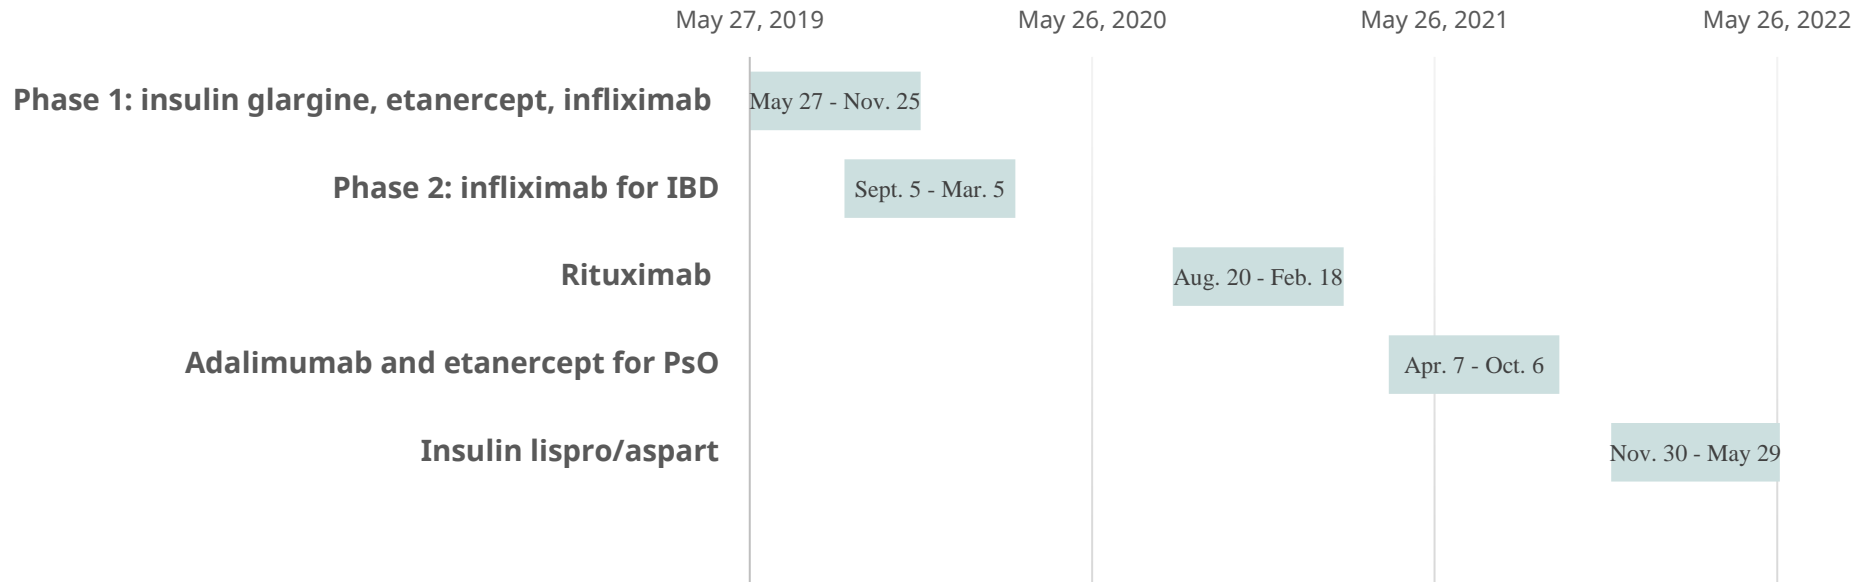 May 27, 2019 May 26, 2020 May 26, 2021 May 26, 2022
Phase 1: insulin glargine, etanercept, infliximab May 27 - Nov. 25
Phase 2: infliximab for IBD Sept. 5 - Mar. 5
Rituximab Aug. 20 - Feb. 18
Adalimumab and etanercept for PsO Apr. 7 - Oct. 6
Insulin lispro/aspart Nov. 30 - May 29